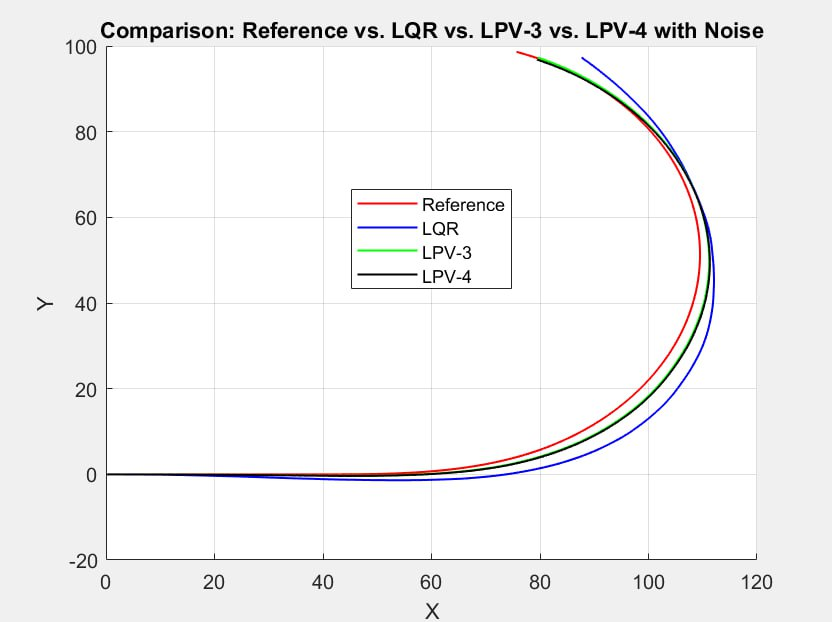 Comparison: Reference vs. LQR vs. LPV-3 vs. LPV-4 with Noise
100
80
60
40
20
0
-20
Y
Reference
LQR
LPV-3
LPV-4
0 20 40 60 80 100 120
X